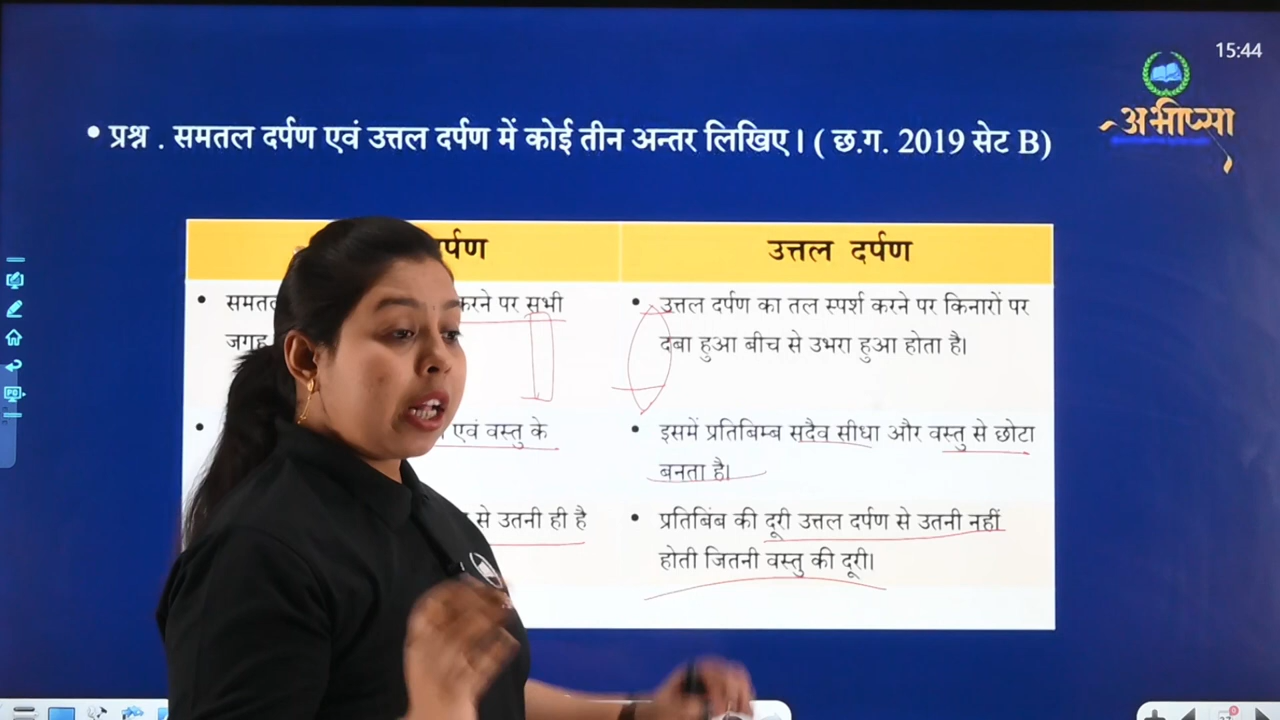 15:44
अभीप्सा
• प्रश्न . समतल दर्पण एवं उत्तल दर्पण में कोई तीन अन्तर लिखिए। ( छ.ग. 2019 सेट B)
उत्तल दर्पण
• करने पर सभी
जगह
• एवं वस्तु के
से उतनी ही है
• उत्तल दर्पण का तल स्पर्श करने पर किनारों पर
दबा हुआ बीच से उभरा हुआ होता है।
• इसमें प्रतिबिम्ब सदैव सीधा और वस्तु से छोटा
बनता है।
• प्रतिबिंब की दूरी उत्तल दर्पण से उतनी नहीं
होती जितनी वस्तु की दूरी।